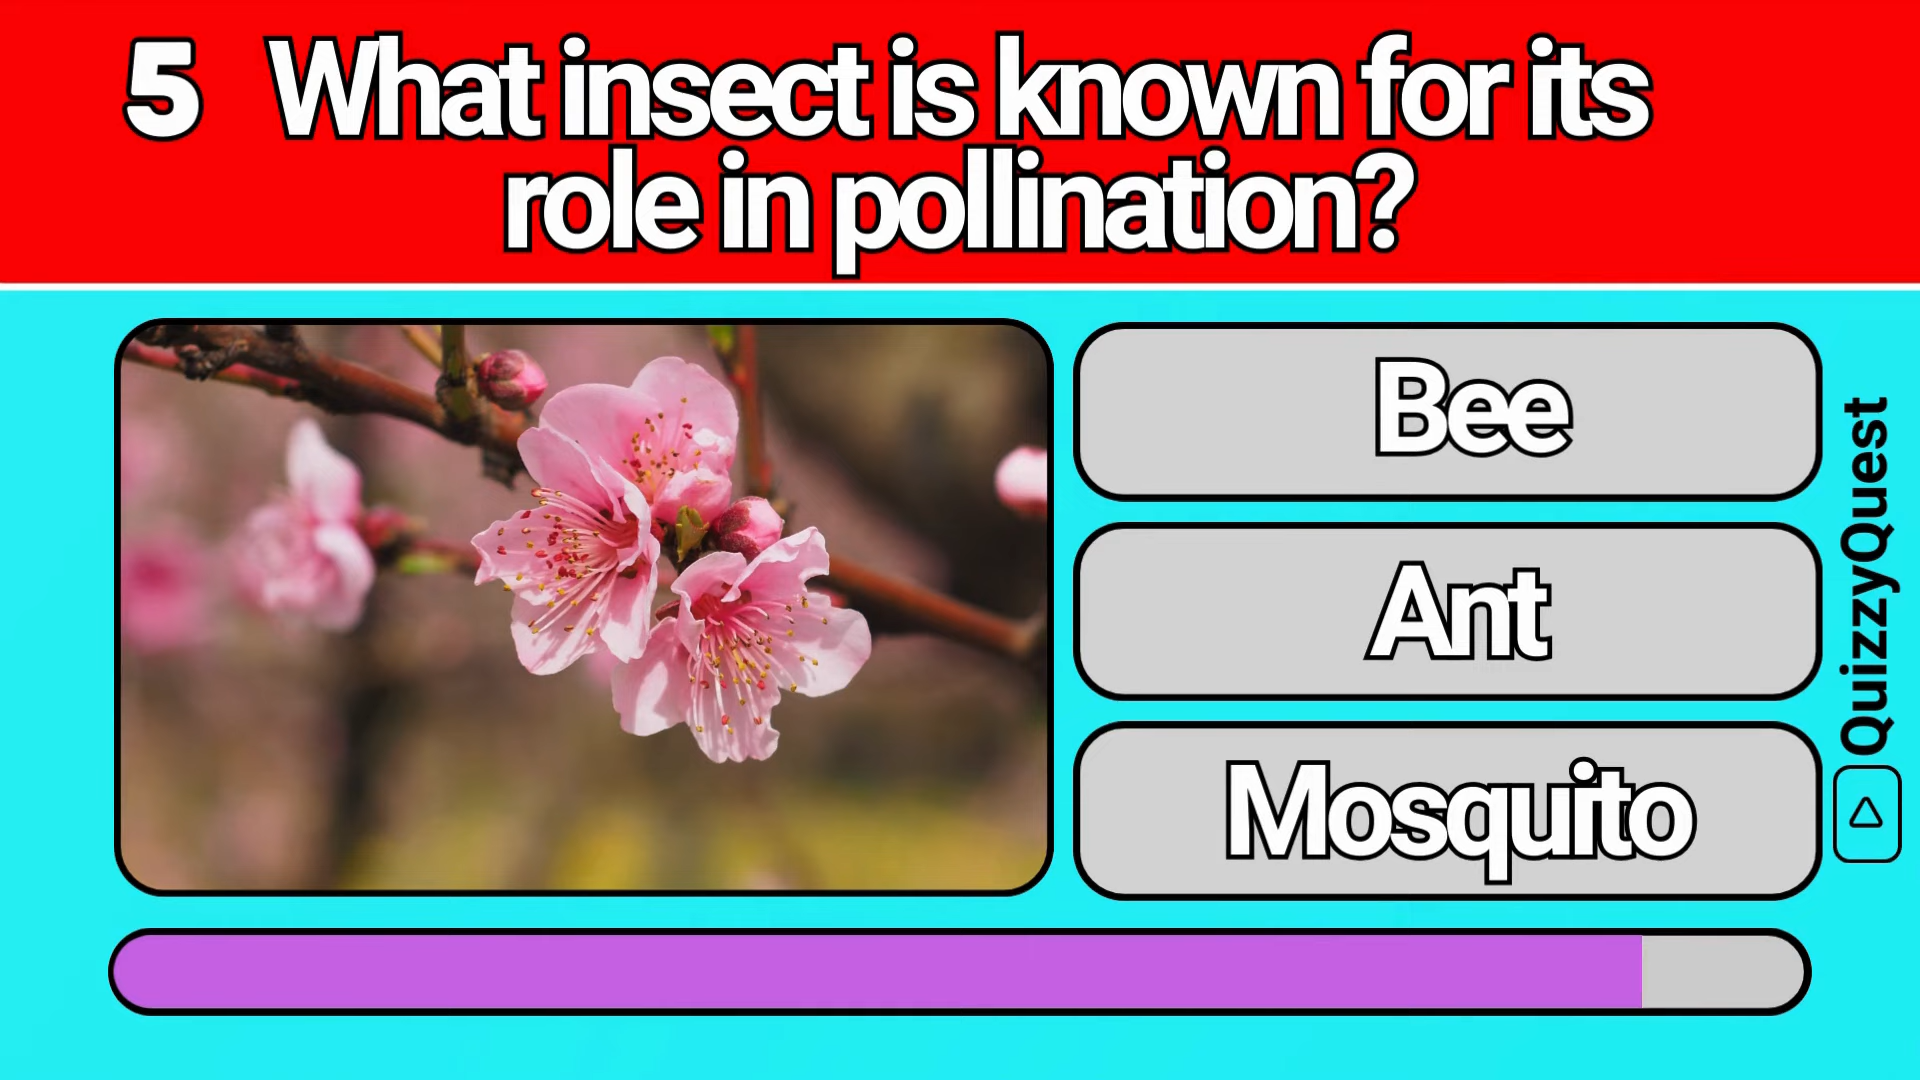 5 What insect is known for its
role in pollination?
Bee
Ant
Mosquito
QuizzyQuest